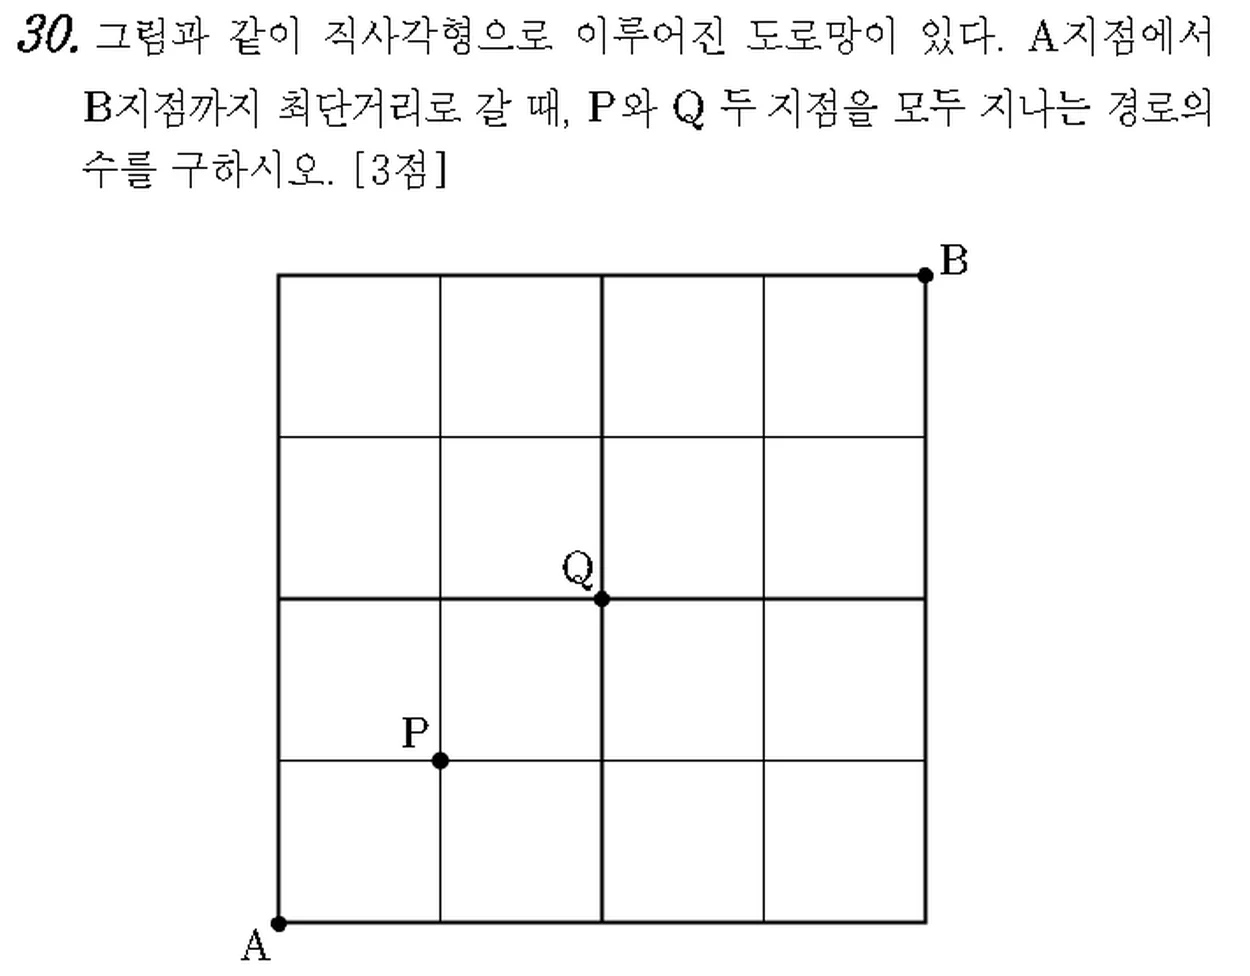 30. 그림과 같이 직사각형으로 이루어진 도로망이 있다. A지점에서
B지점까지 최단거리로 갈 때, P와 Q 두 지점을 모두 지나는 경로의
수를 구하시오. [3점]
B
Q
P
A